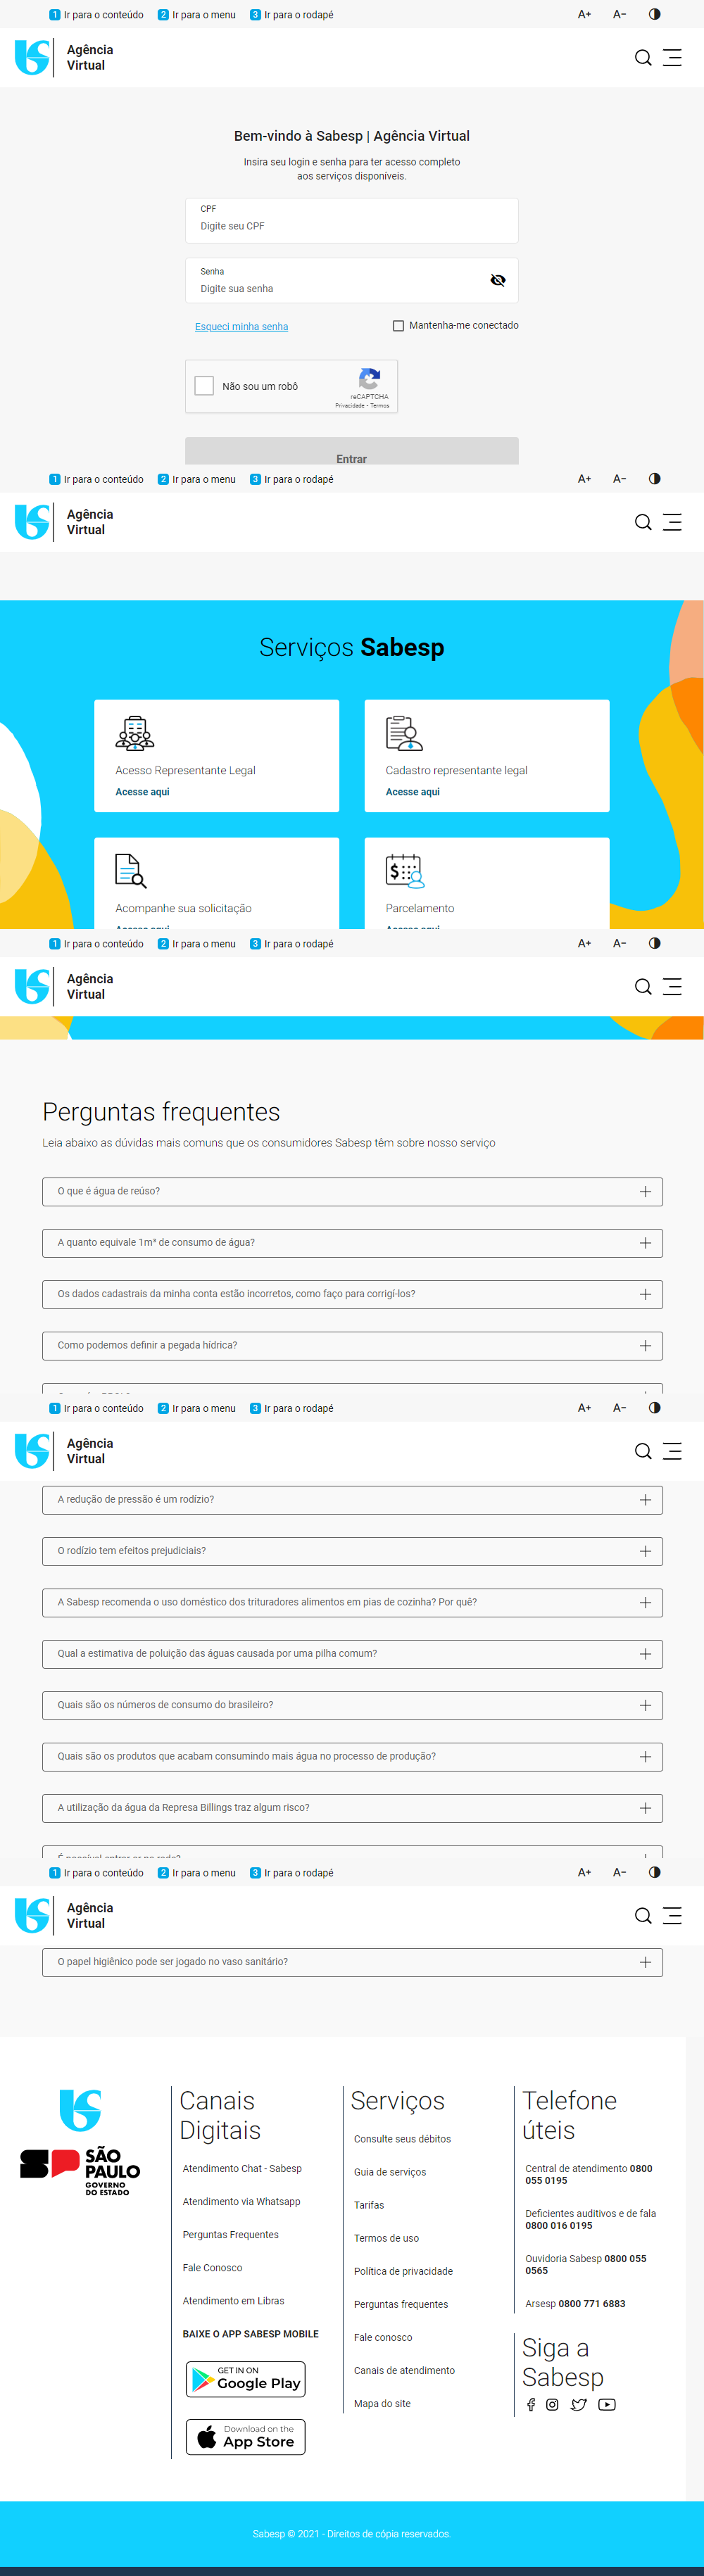 1 Ir para o conteúdo 2 Ir para o menu 3 Ir para o rodapé A+ A-
Agência
Virtual
Bem-vindo à Sabesp | Agência Virtual
Insira seu login e senha para ter acesso completo
aos serviços disponíveis.
CPF
Digite seu CPF
Senha
Digite sua senha
Esqueci minha senha
Mantenha-me conectado
Não sou um robô
reCAPTCHA
Privacidade - Termos
Entrar
1 Ir para o conteúdo 2 Ir para o menu 3 Ir para o rodapé A+ A-
Agência
Virtual
Serviços Sabesp
Acesso Representante Legal
Acesse aqui
Cadastro representante legal
Acesse aqui
Acompanhe sua solicitação
Acesse aqui
Parcelamento
Acesse aqui
1 Ir para o conteúdo 2 Ir para o menu 3 Ir para o rodapé A+ A-
Agência
Virtual
Perguntas frequentes
Leia abaixo as dúvidas mais comuns que os consumidores Sabesp têm sobre nosso serviço
O que é água de reúso?
A quanto equivale 1m³ de consumo de água?
Os dados cadastrais da minha conta estão incorretos, como faço para corrigí-los?
Como podemos definir a pegada hídrica?
1 Ir para o conteúdo 2 Ir para o menu 3 Ir para o rodapé A+ A-
Agência
Virtual
A redução de pressão é um rodízio?
O rodízio tem efeitos prejudiciais?
A Sabesp recomenda o uso doméstico dos trituradores alimentos em pias de cozinha? Por quê?
Qual a estimativa de poluição das águas causada por uma pilha comum?
Quais são os números de consumo do brasileiro?
Quais são os produtos que acabam consumindo mais água no processo de produção?
A utilização da água da Represa Billings traz algum risco?
1 Ir para o conteúdo 2 Ir para o menu 3 Ir para o rodapé A+ A-
Agência
Virtual
O papel higiênico pode ser jogado no vaso sanitário?
SP SÃO
PAULO
GOVERNO
DO ESTADO
Canais
Digitais
Atendimento Chat - Sabesp
Atendimento via Whatsapp
Perguntas Frequentes
Fale Conosco
Atendimento em Libras
BAIXE O APP SABESP MOBILE
GET IN ON
Google Play
Download on the
App Store
Serviços
Consulte seus débitos
Guia de serviços
Tarifas
Termos de uso
Política de privacidade
Perguntas frequentes
Fale conosco
Canais de atendimento
Mapa do site
Telefone
úteis
Central de atendimento 0800
055 0195
Deficientes auditivos e de fala
0800 016 0195
Ouvidoria Sabesp 0800 055
0565
Arsesp 0800 771 6883
Siga a
Sabesp
Sabesp © 2021 - Direitos de cópia reservados.